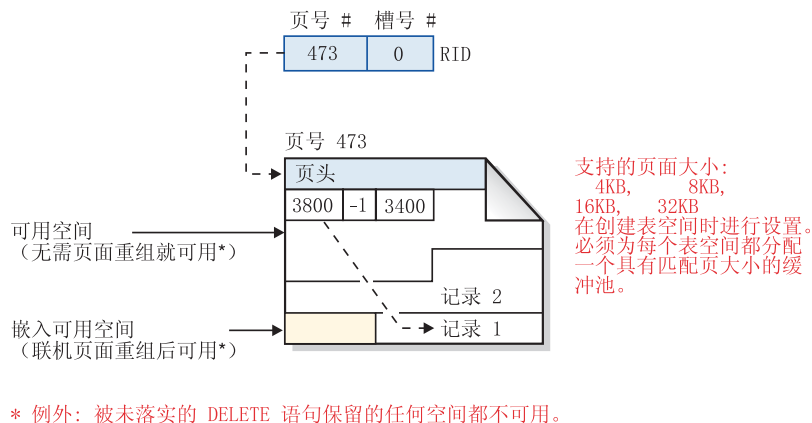 页号 # 槽号 #
473 0 RID
页号 473
页头
3800 -1 3400
可用空间
（无需页面重组就可用*）
记录 2
嵌入可用空间
（联机页面重组后可用*）
记录 1
支持的页面大小:
4KB, 8KB,
16KB, 32KB
在创建表空间时进行设置。
必须为每个表空间都分配
一个具有匹配页大小的缓
冲池。
* 例外: 被未落实的 DELETE 语句保留的任何空间都不可用。